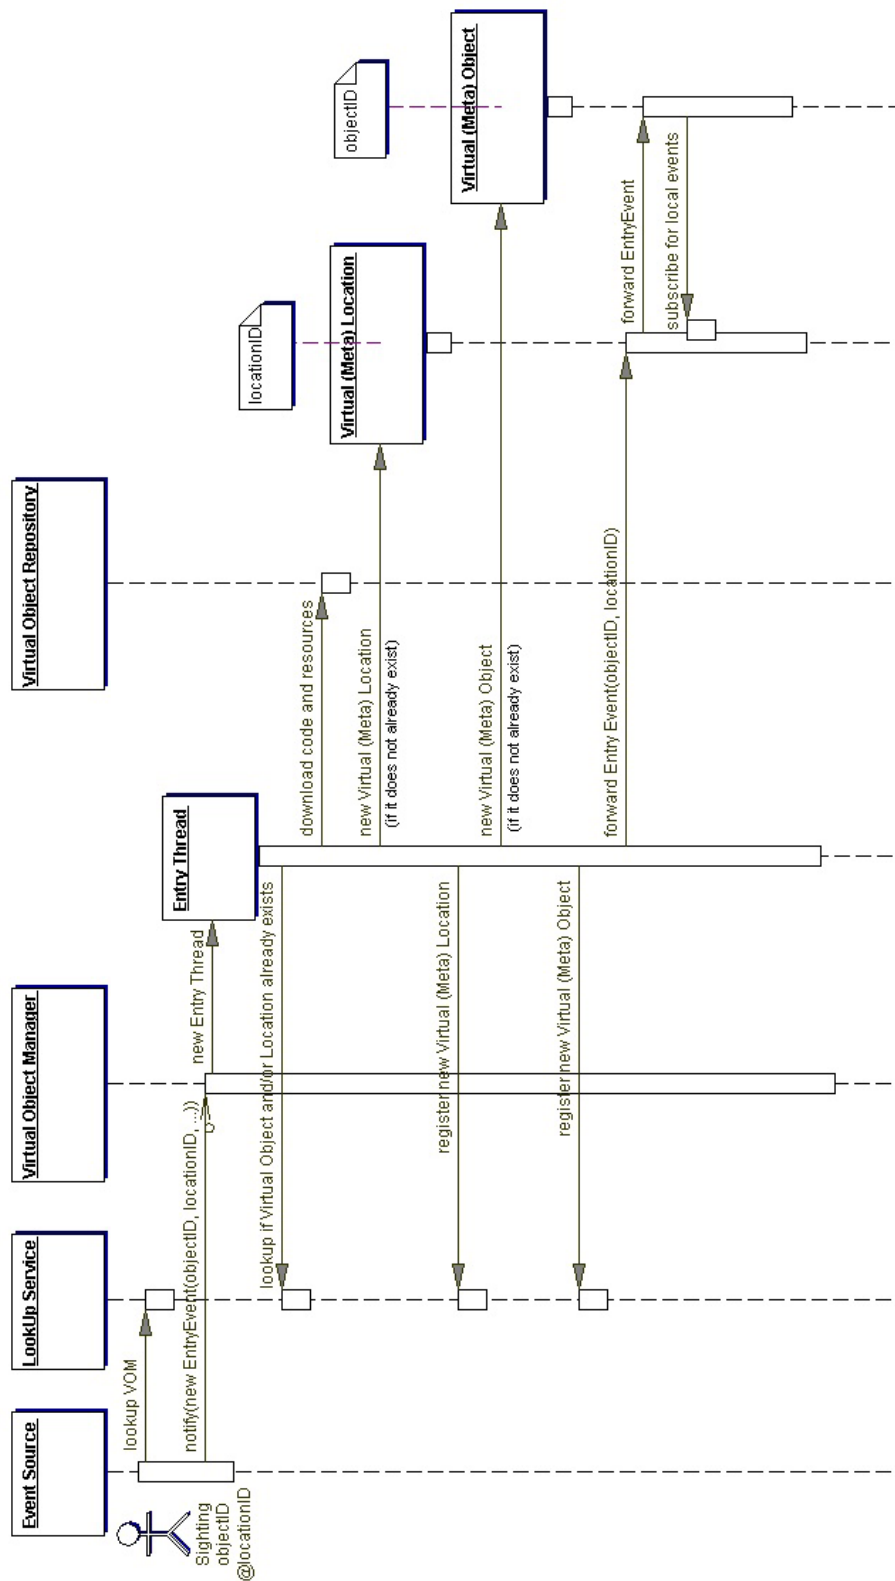 Event Source
LookUp Service
Virtual Object Manager
Virtual Object Repository
Sighting
objectID
@locationID
lookup VOM
notify(new EntryEvent(objectID, locationID, ...))
new Entry Thread
Entry Thread
lookup if Virtual Object and/or Location already exists
download code and resources
locationID
new Virtual (Meta) Location
(if it does not already exist)
Virtual (Meta) Location
objectID
register new Virtual (Meta) Location
new Virtual (Meta) Object
(if it does not already exist)
Virtual (Meta) Object
register new Virtual (Meta) Object
forward Entry Event(objectID, locationID)
forward EntryEvent
subscribe for local events